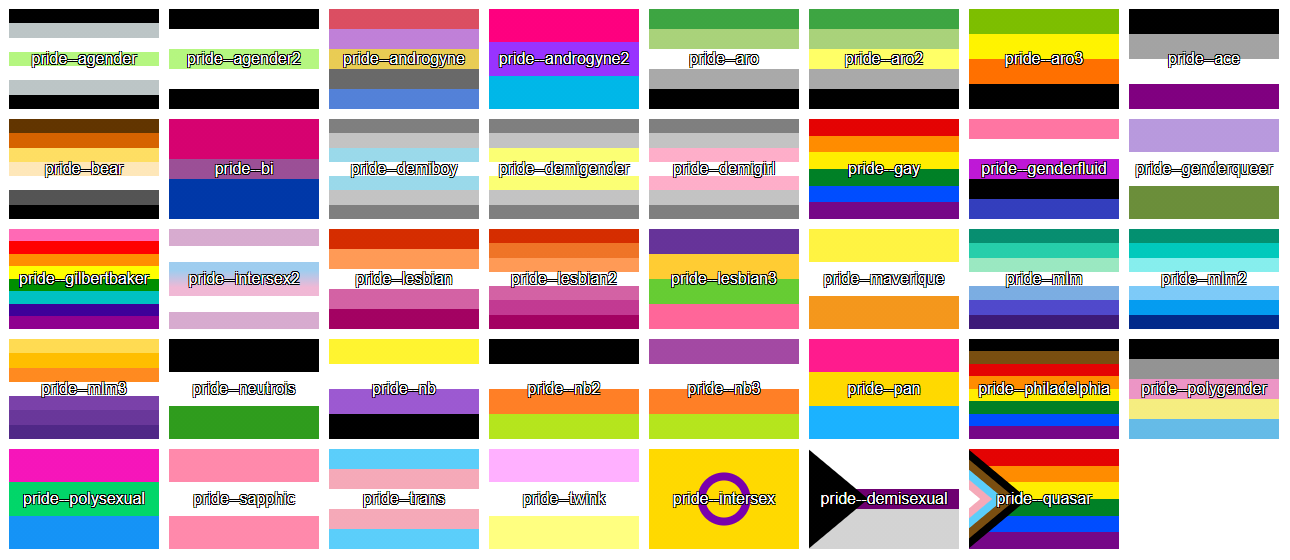 pride--agender
pride--agender2
pride--androgyne
pride--androgyne2
pride--aro
pride--aro2
pride--aro3
pride--ace
pride--bear
pride--bi
pride--demiboy
pride--demigender
pride--demigirl
pride--gay
pride--genderfluid
pride--genderqueer
pride--gilbertbaker
pride--intersex2
pride--lesbian
pride--lesbian2
pride--lesbian3
pride--maverique
pride--mlm
pride--mlm2
pride--mlm3
pride--neutrois
pride--nb
pride--nb2
pride--nb3
pride--pan
pride--philadelphia
pride--polygender
pride--polysexual
pride--sapphic
pride--trans
pride--twink
pride--intersex
pride--demisexual
pride--quasar